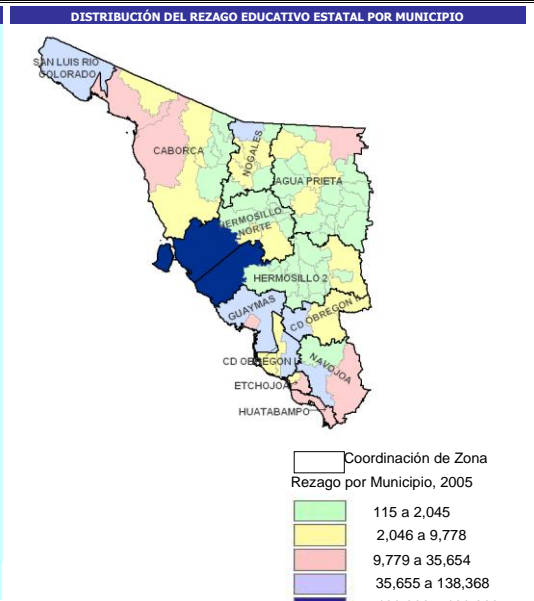 DISTRIBUCIÓN DEL REZAGO EDUCATIVO ESTATAL POR MUNICIPIO
SAN LUIS RIO
COLORADO
CABORCA
NOGALES
AGUA PRIETA
HERMOSILLO
NORTE
HERMOSILLO 2
GUAYMAS
CD OBREGON II
CD OBREGON I
NAVOJOA
ETCHOJOA
HUATABAMPO
Coordinación de Zona
Rezago por Municipio, 2005
115 a 2,045
2,046 a 9,778
9,779 a 35,654
35,655 a 138,368